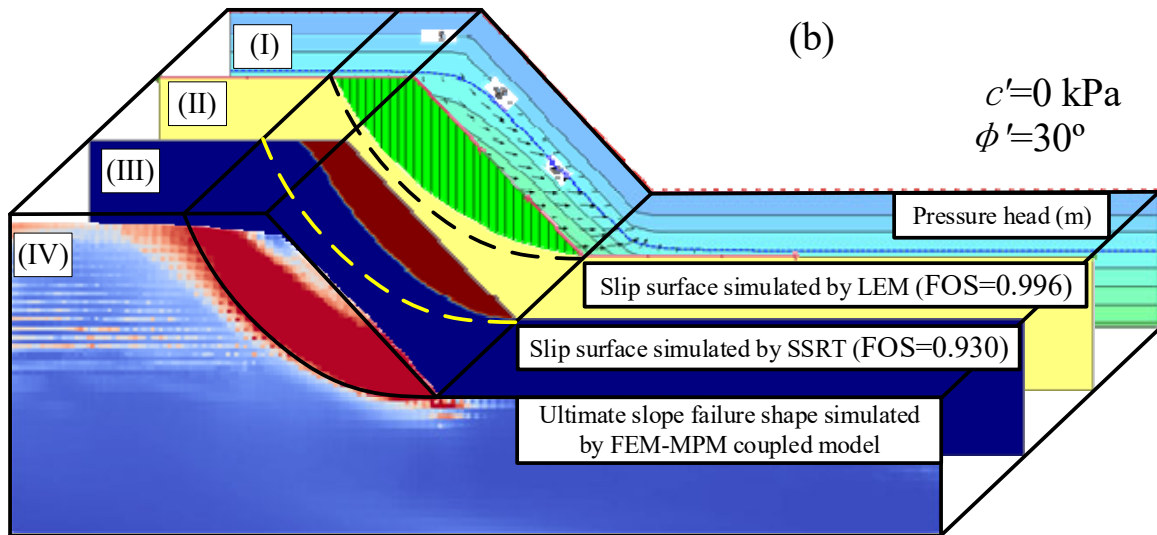 (I)
(b)
(II)
c'=0 kPa
ϕ'=30º
(III)
Pressure head (m)
(IV)
Slip surface simulated by LEM (FOS=0.996)
Slip surface simulated by SSRT (FOS=0.930)
Ultimate slope failure shape simulated
by FEM-MPM coupled model